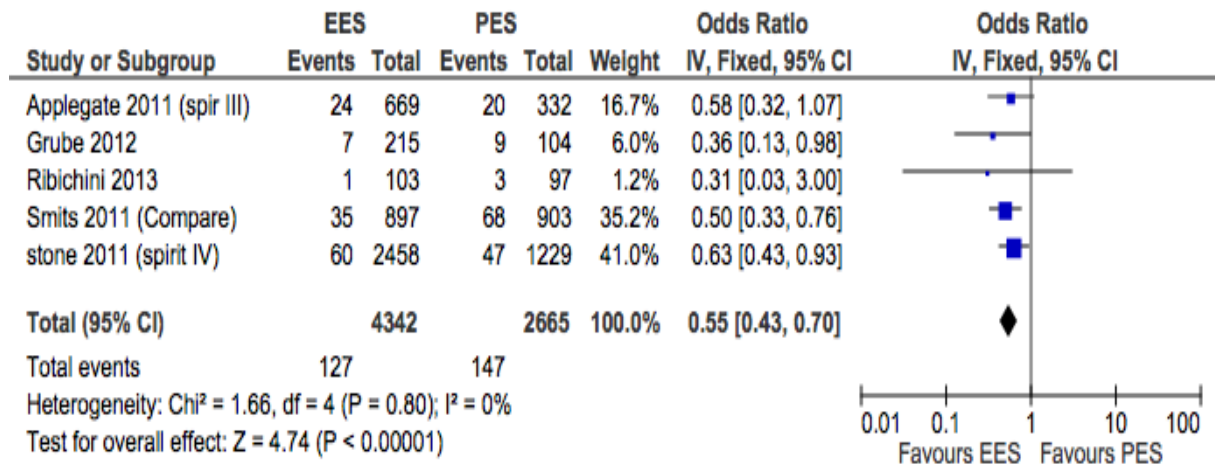 EES PES Odds Ratio Odds Ratio
Study or Subgroup Events Total Events Total Weight IV, Fixed, 95% CI IV, Fixed, 95% CI
Applegate 2011 (spir III) 24 669 20 332 16.7% 0.58 [0.32, 1.07]
Grube 2012 7 215 9 104 6.0% 0.36 [0.13, 0.98]
Ribichini 2013 1 103 3 97 1.2% 0.31 [0.03, 3.00]
Smits 2011 (Compare) 35 897 68 903 35.2% 0.50 [0.33, 0.76]
stone 2011 (spirit IV) 60 2458 47 1229 41.0% 0.63 [0.43, 0.93]
Total (95% CI) 4342 2665 100.0% 0.55 [0.43, 0.70]
Total events 127 147
Heterogeneity: Chi² = 1.66, df = 4 (P = 0.80); I² = 0%
Test for overall effect: Z = 4.74 (P < 0.00001)
0.01 0.1 1 10 100
Favours EES Favours PES